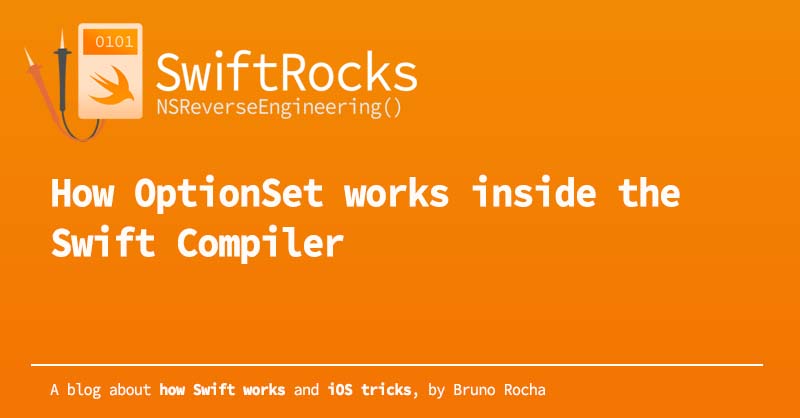 0101
SwiftRocks
NSReverseEngineering()
How OptionSet works inside the
Swift Compiler
A blog about how Swift works and iOS tricks, by Bruno Rocha